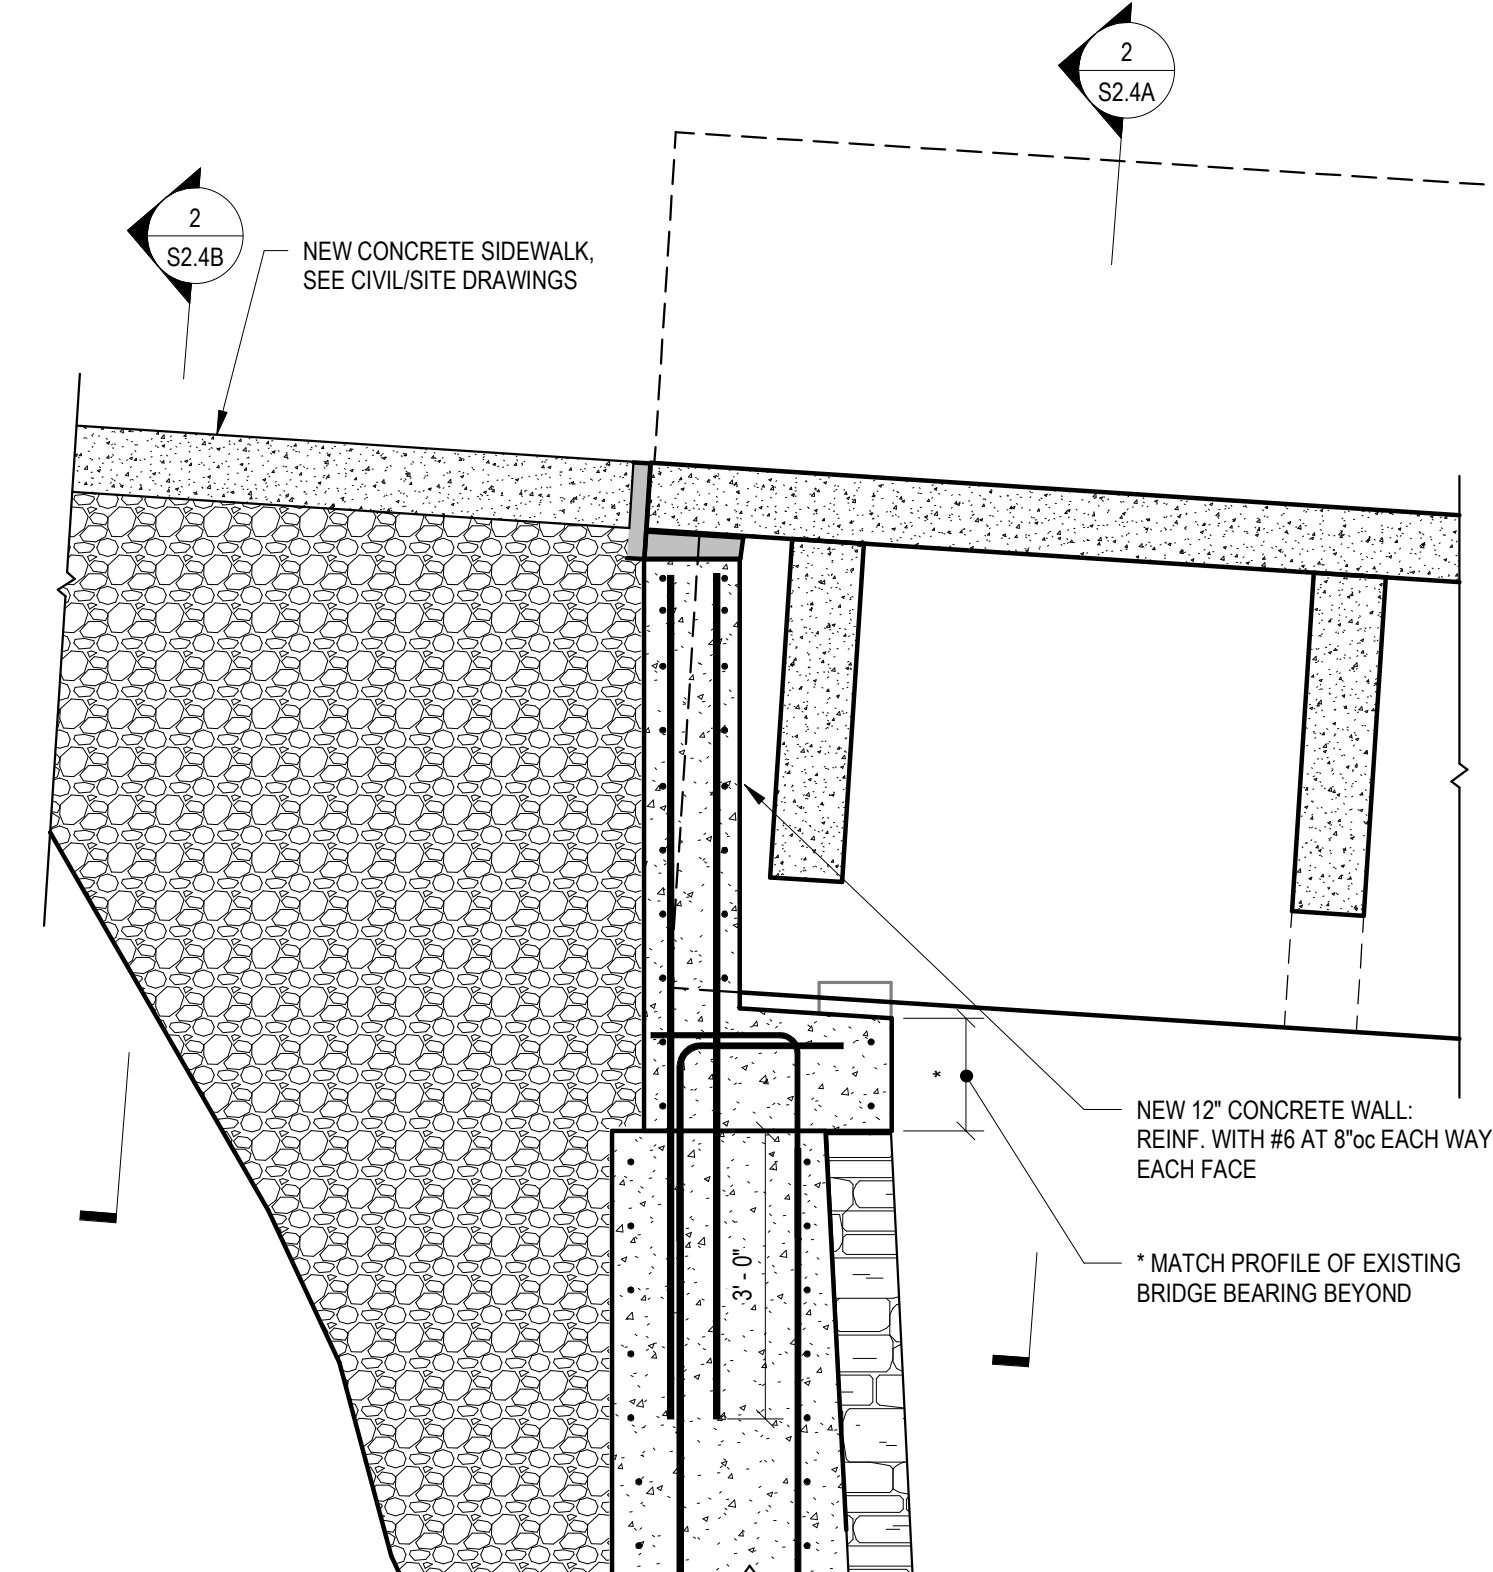 2
S2.4A
2
S2.4B
NEW CONCRETE SIDEWALK,
SEE CIVIL/SITE DRAWINGS
*
NEW 12" CONCRETE WALL:
REINF. WITH #6 AT 8"oc EACH WAY
EACH FACE
3' - 0"
* MATCH PROFILE OF EXISTING
BRIDGE BEARING BEYOND